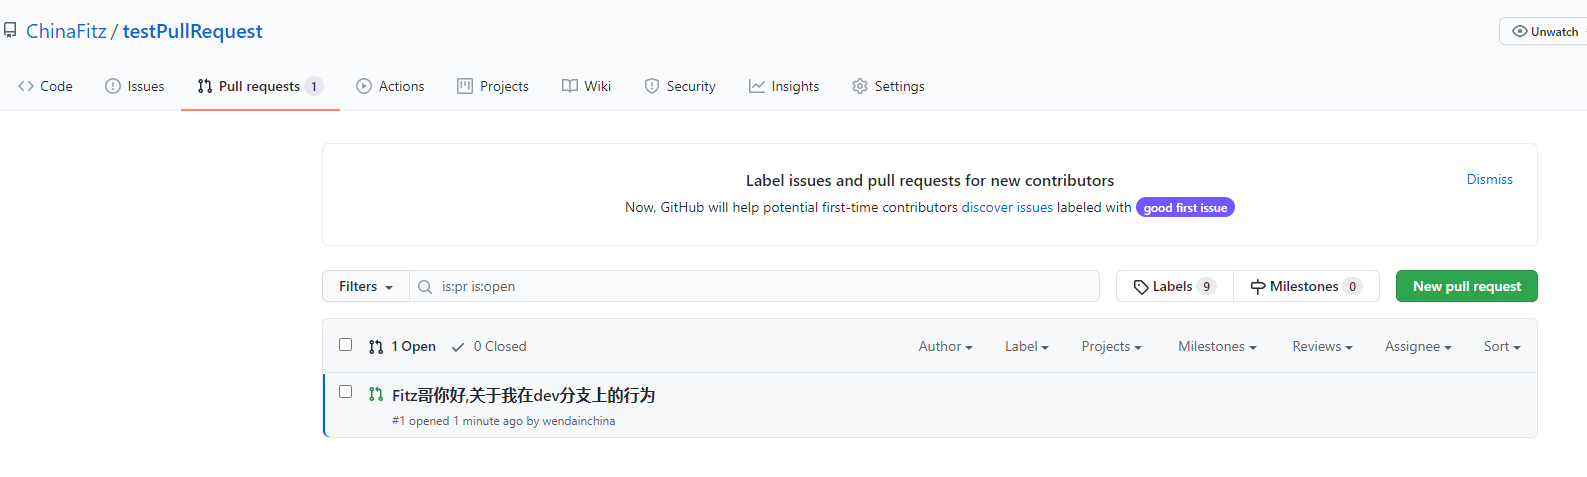 ChinaFitz / testPullRequest
Unwatch
Code Issues Pull requests 1 Actions Projects Wiki Security Insights Settings
Label issues and pull requests for new contributors
Dismiss
Now, GitHub will help potential first-time contributors discover issues labeled with good first issue
Filters is:pr is:open Labels 9 Milestones 0 New pull request
1 Open 0 Closed Author Label Projects Milestones Reviews Assignee Sort
Fitz哥你好,关于我在dev分支上的行为
#1 opened 1 minute ago by wendainchina